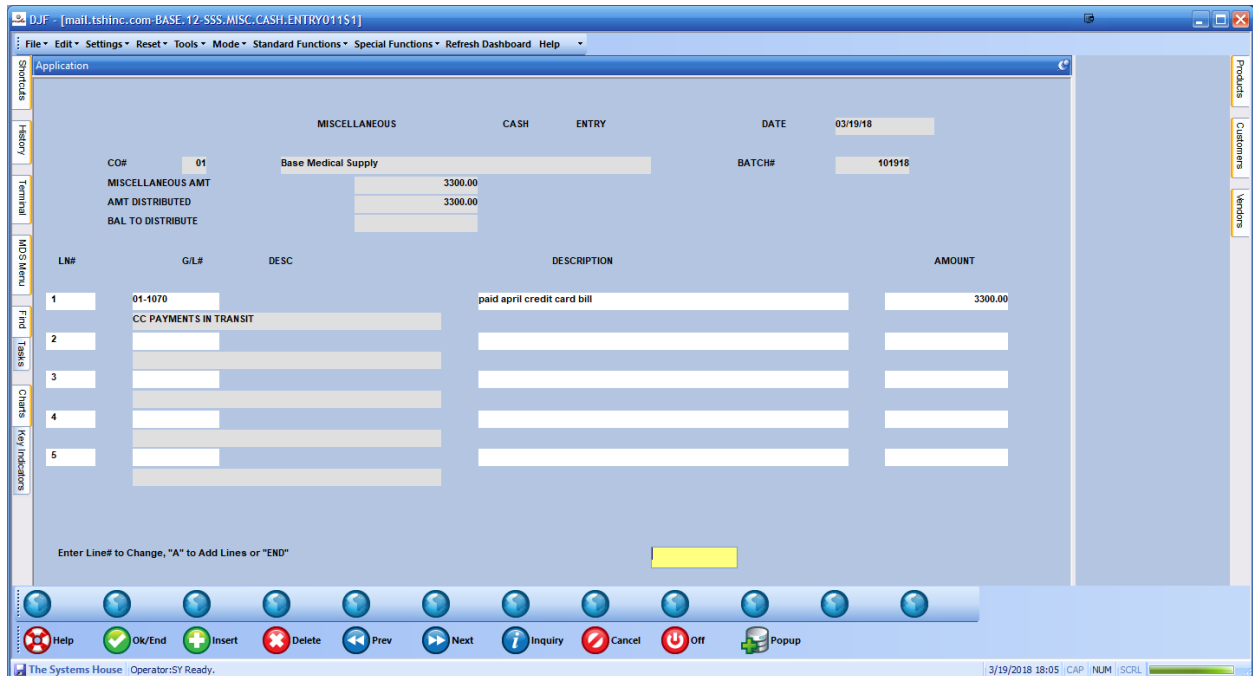 DJF - [mail.tshinc.com-BASE.12-SSS.MISC.CASH.ENTRY011$1]
File Edit Settings Reset Tools Mode Standard Functions Special Functions Refresh Dashboard Help
Application
Shortcuts
History
Terminal
MDS Menu
Find
Tasks
Charts
Key Indicators
Products
Customers
Vendors
MISCELLANEOUS CASH ENTRY DATE 03/19/18
CO# 01 Base Medical Supply BATCH# 101918
MISCELLANEOUS AMT 3300.00
AMT DISTRIBUTED 3300.00
BAL TO DISTRIBUTE
LN# G/L# DESC DESCRIPTION AMOUNT
1 01-1070 paid april credit card bill 3300.00
CC PAYMENTS IN TRANSIT
2
3
4
5
Enter Line# to Change, "A" to Add Lines or "END"
Help Ok/End Insert Delete Prev Next Inquiry Cancel Off Popup
The Systems House Operator:SY Ready. 3/19/2018 18:05 CAP NUM SCRL